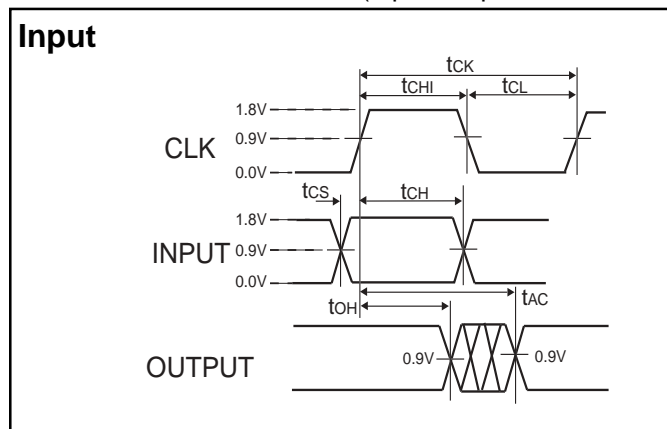 Input
tCK
tCHI
tCL
1.8V
CLK
0.9V
0.0V
tCS
tCH
1.8V
INPUT
0.9V
0.0V
tAC
tOH
OUTPUT
0.9V
0.9V